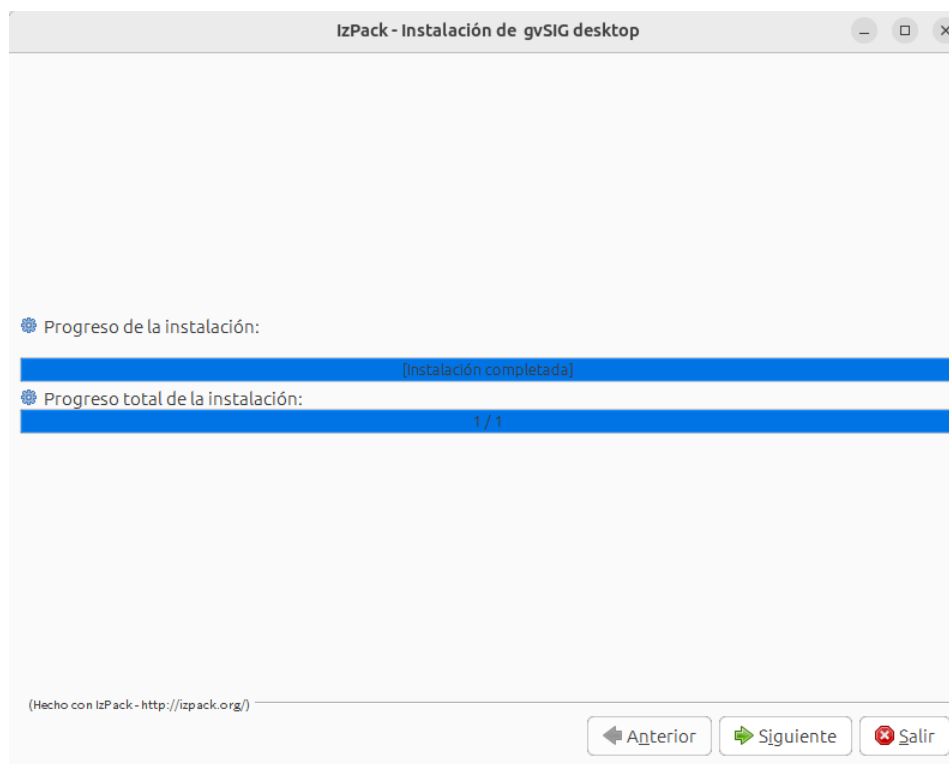 IzPack - Instalación de gvSIG desktop
Progreso de la instalación:
[Instalación completada]
Progreso total de la instalación:
1 / 1
(Hecho con IzPack - http://izpack.org/)
Anterior Siguiente Salir